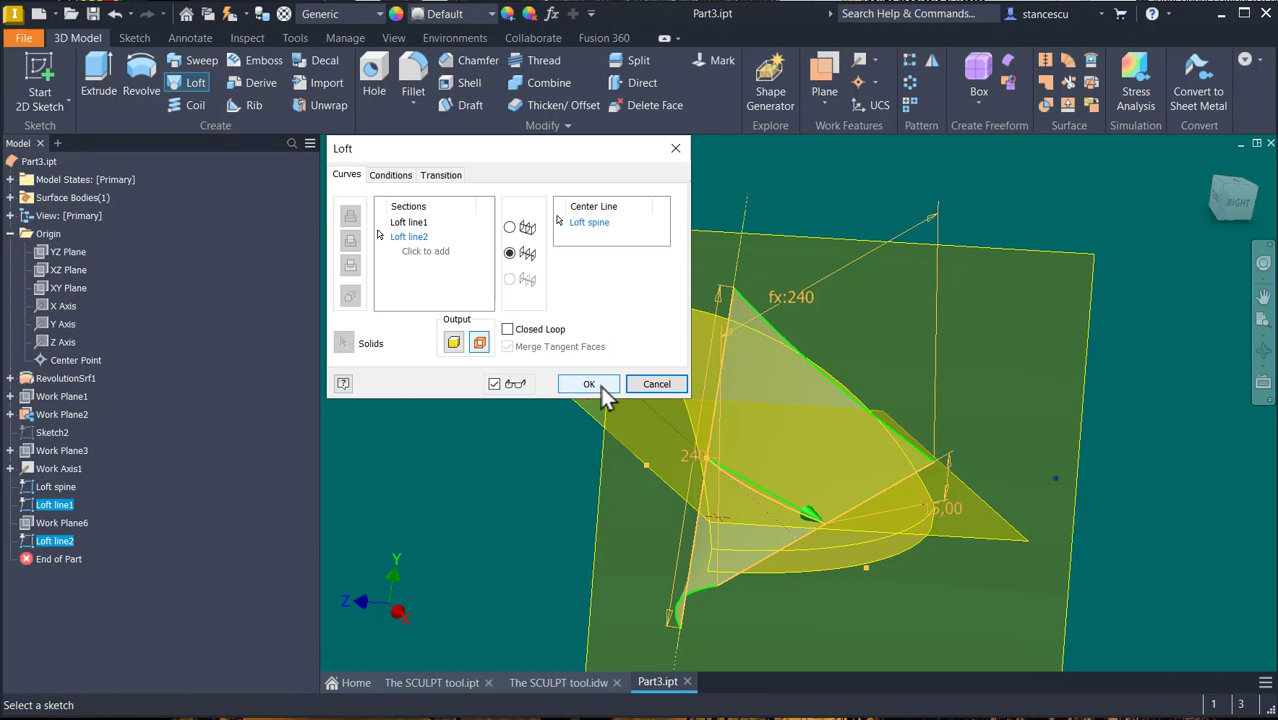 Generic
Default
Part3.ipt
Search Help & Commands...
stancescu
File
3D Model
Sketch
Annotate
Inspect
Tools
Manage
View
Environments
Collaborate
Fusion 360
Start
2D Sketch
Sketch
Extrude
Revolve
Sweep
Loft
Coil
Emboss
Derive
Rib
Decal
Import
Unwrap
Create
Hole
Fillet
Chamfer
Shell
Draft
Thread
Combine
Thicken/ Offset
Split
Direct
Delete Face
Modify
Mark
Shape
Generator
Explore
Plane
UCS
Work Features
Pattern
Box
Create Freeform
Surface
Stress
Analysis
Simulation
Convert to
Sheet Metal
Convert
Model
Part3.ipt
Model States: [Primary]
Surface Bodies(1)
View: [Primary]
Origin
YZ Plane
XZ Plane
XY Plane
X Axis
Y Axis
Z Axis
Center Point
RevolutionSrf1
Work Plane1
Work Plane2
Sketch2
Work Plane3
Work Axis1
Loft spine
Loft line1
Work Plane6
Loft line2
End of Part
Loft
Curves
Conditions
Transition
Sections
Loft line1
Loft line2
Click to add
Center Line
Loft spine
Solids
Output
Closed Loop
Merge Tangent Faces
OK
Cancel
fx:240
240
RIGHT
Y
Z
X
Home
The SCULPT tool.ipt
The SCULPT tool.idw
Part3.ipt
Select a sketch
1
3